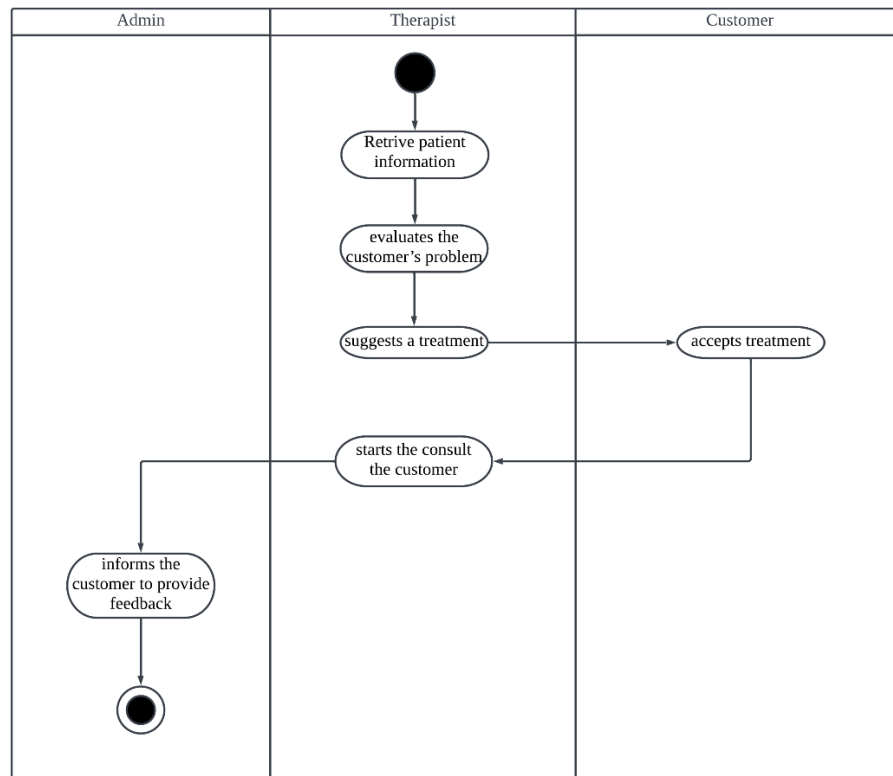 Admin
Therapist
Customer
Retrive patient
information
evaluates the
customer’s problem
suggests a treatment
accepts treatment
starts the consult
the customer
informs the
customer to provide
feedback